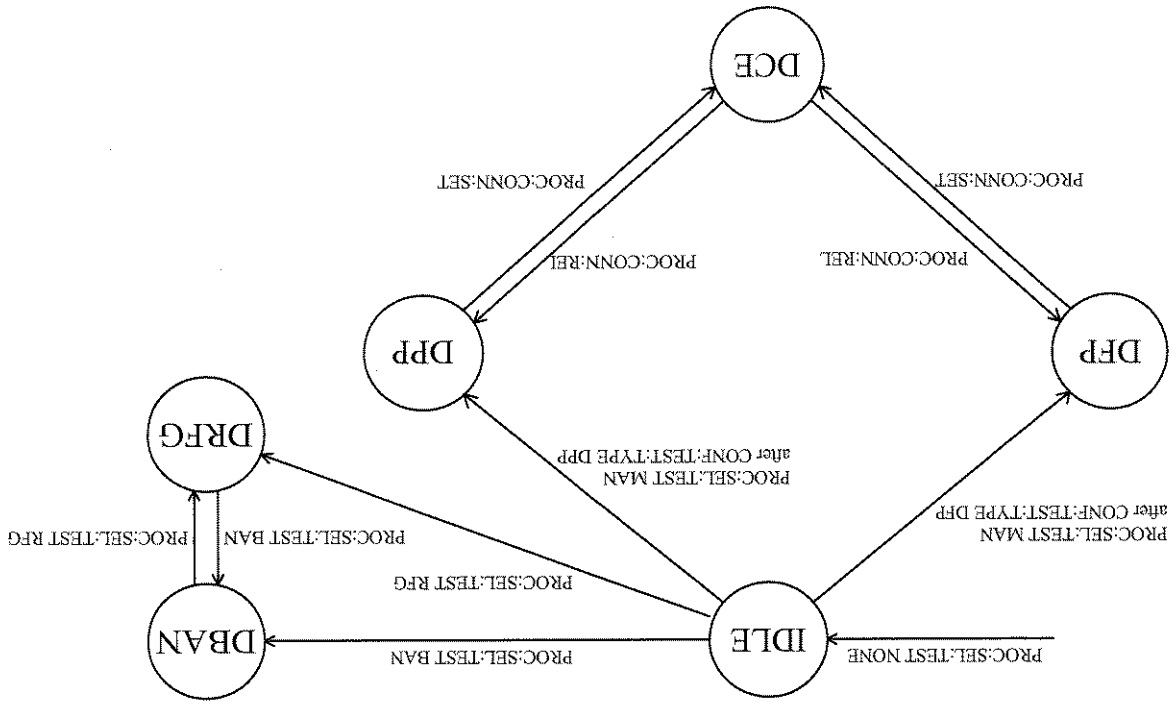 PROC:SEL:TEST NONE
IDLE
PROC:SEL:TEST BAN
DBAN
PROC:SEL:TEST RFG
PROC:SEL:TEST BAN
PROC:SEL:TEST RFG
DRFG
PROC:SEL:TEST MAN
after CONF:TEST:TYPE DFP
PROC:SEL:TEST MAN
after CONF:TEST:TYPE DPP
DFP
DPP
PROC:CONN:REL
PROC:CONN:REL
PROC:CONN:SET
PROC:CONN:SET
DCE